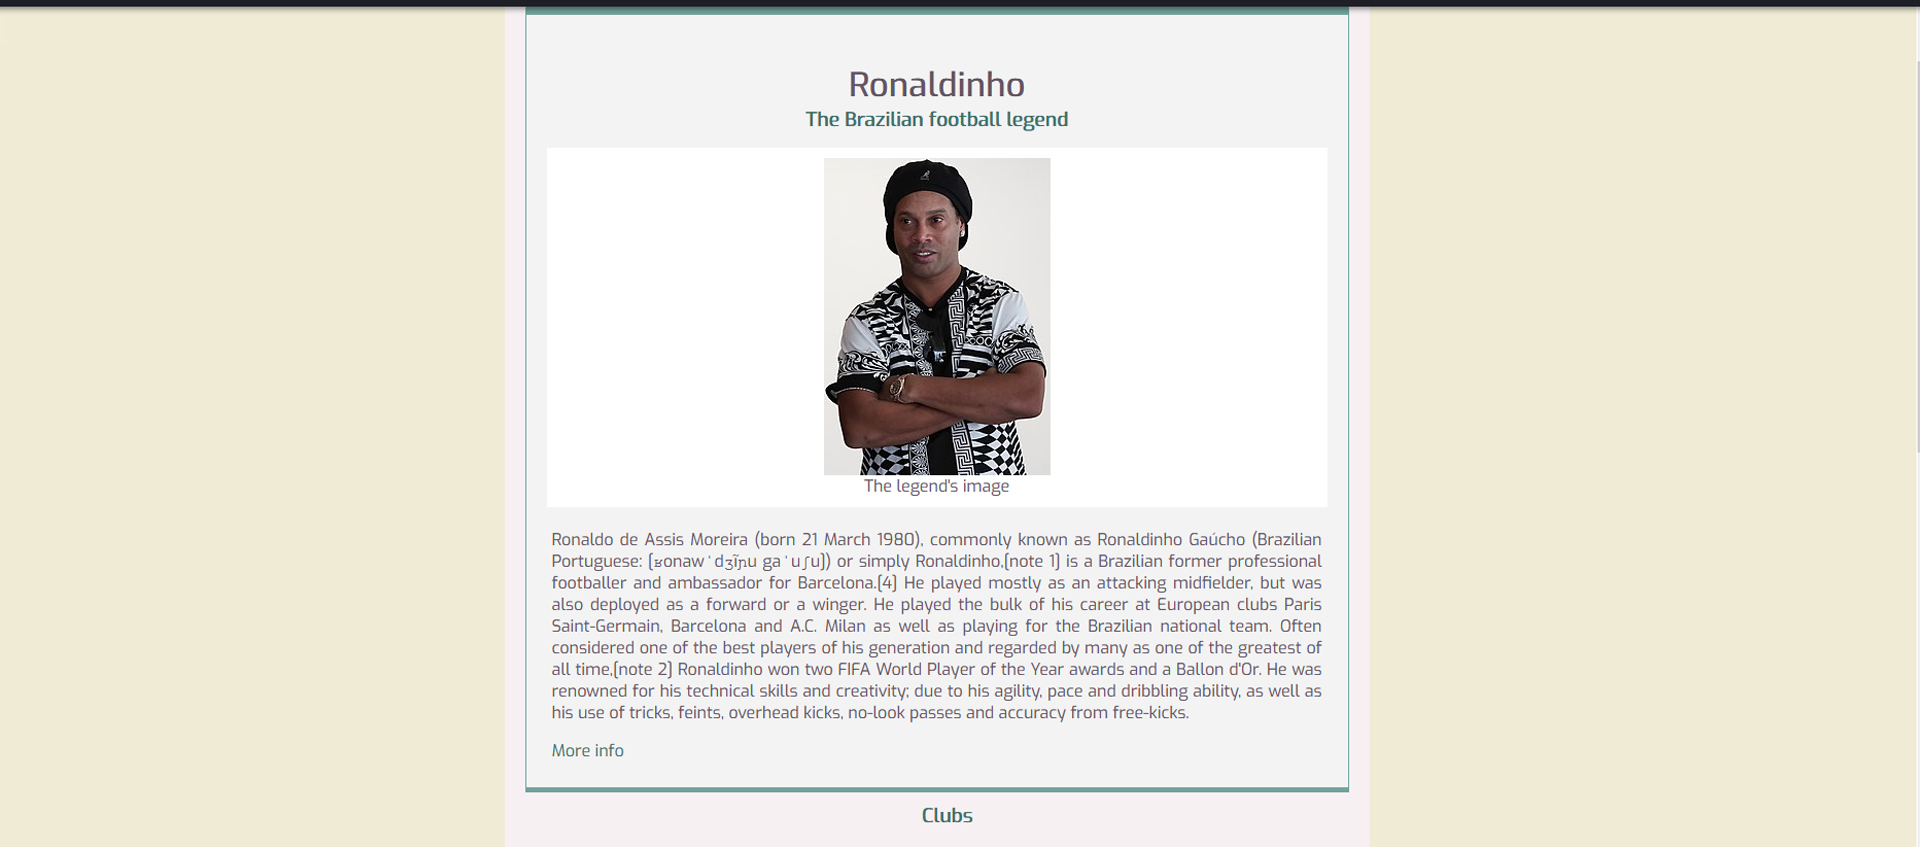 Ronaldinho
The Brazilian football legend
The legend's image
Ronaldo de Assis Moreira (born 21 March 1980), commonly known as Ronaldinho Gaúcho (Brazilian
Portuguese: [ʁonawˈdʒĩɲu ɡaˈuʃu]) or simply Ronaldinho,[note 1] is a Brazilian former professional
footballer and ambassador for Barcelona.[4] He played mostly as an attacking midfielder, but was
also deployed as a forward or a winger. He played the bulk of his career at European clubs Paris
Saint-Germain, Barcelona and A.C. Milan as well as playing for the Brazilian national team. Often
considered one of the best players of his generation and regarded by many as one of the greatest of
all time,[note 2] Ronaldinho won two FIFA World Player of the Year awards and a Ballon d'Or. He was
renowned for his technical skills and creativity; due to his agility, pace and dribbling ability, as well as
his use of tricks, feints, overhead kicks, no-look passes and accuracy from free-kicks.
More info
Clubs